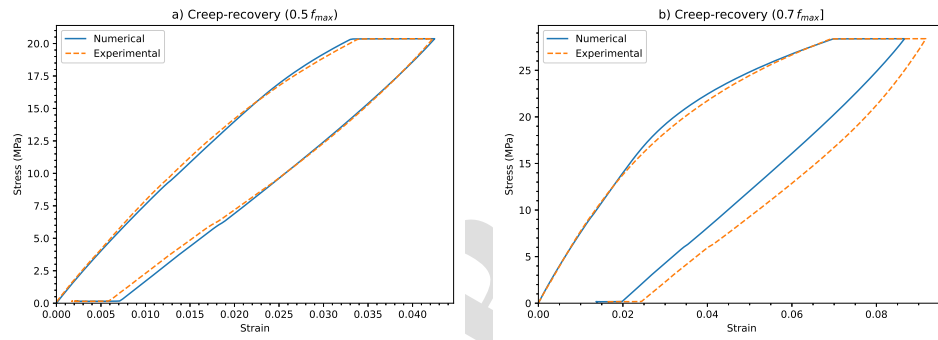 a) Creep-recovery (0.5 f_max)
Numerical
Experimental
Stress (MPa)
20.0
17.5
15.0
12.5
10.0
7.5
5.0
2.5
0.0
0.000 0.005 0.010 0.015 0.020 0.025 0.030 0.035 0.040
Strain
b) Creep-recovery (0.7 f_max]
Numerical
Experimental
Stress (MPa)
25
20
15
10
5
0
0.00 0.02 0.04 0.06 0.08
Strain